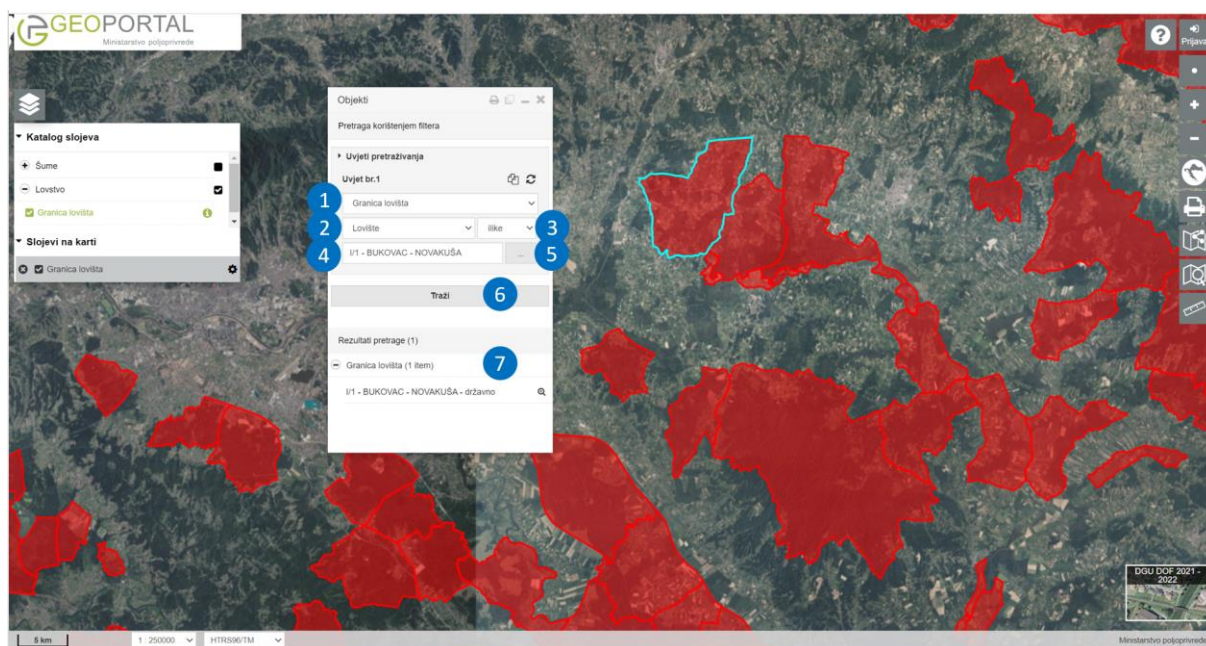 GEOPORTAL
Ministarstvo poljoprivrede
?
Prijava
Katalog slojeva
Šume
Lovstvo
Granica lovišta
Slojevi na karti
Granica lovišta
Objekti
Pretraga korištenjem filtera
Uvjeti pretraživanja
Uvjet br.1
1 Granica lovišta
2 Lovište ilike 3
4 I/1 - BUKOVAC - NOVAKUŠA ... 5
Traži 6
Rezultati pretrage (1)
Granica lovišta (1 item) 7
I/1 - BUKOVAC - NOVAKUŠA - državno
DGU DOF 2021 -
2022
5 km 1 : 250000 HTRS96/TM Ministarstvo poljoprivrede